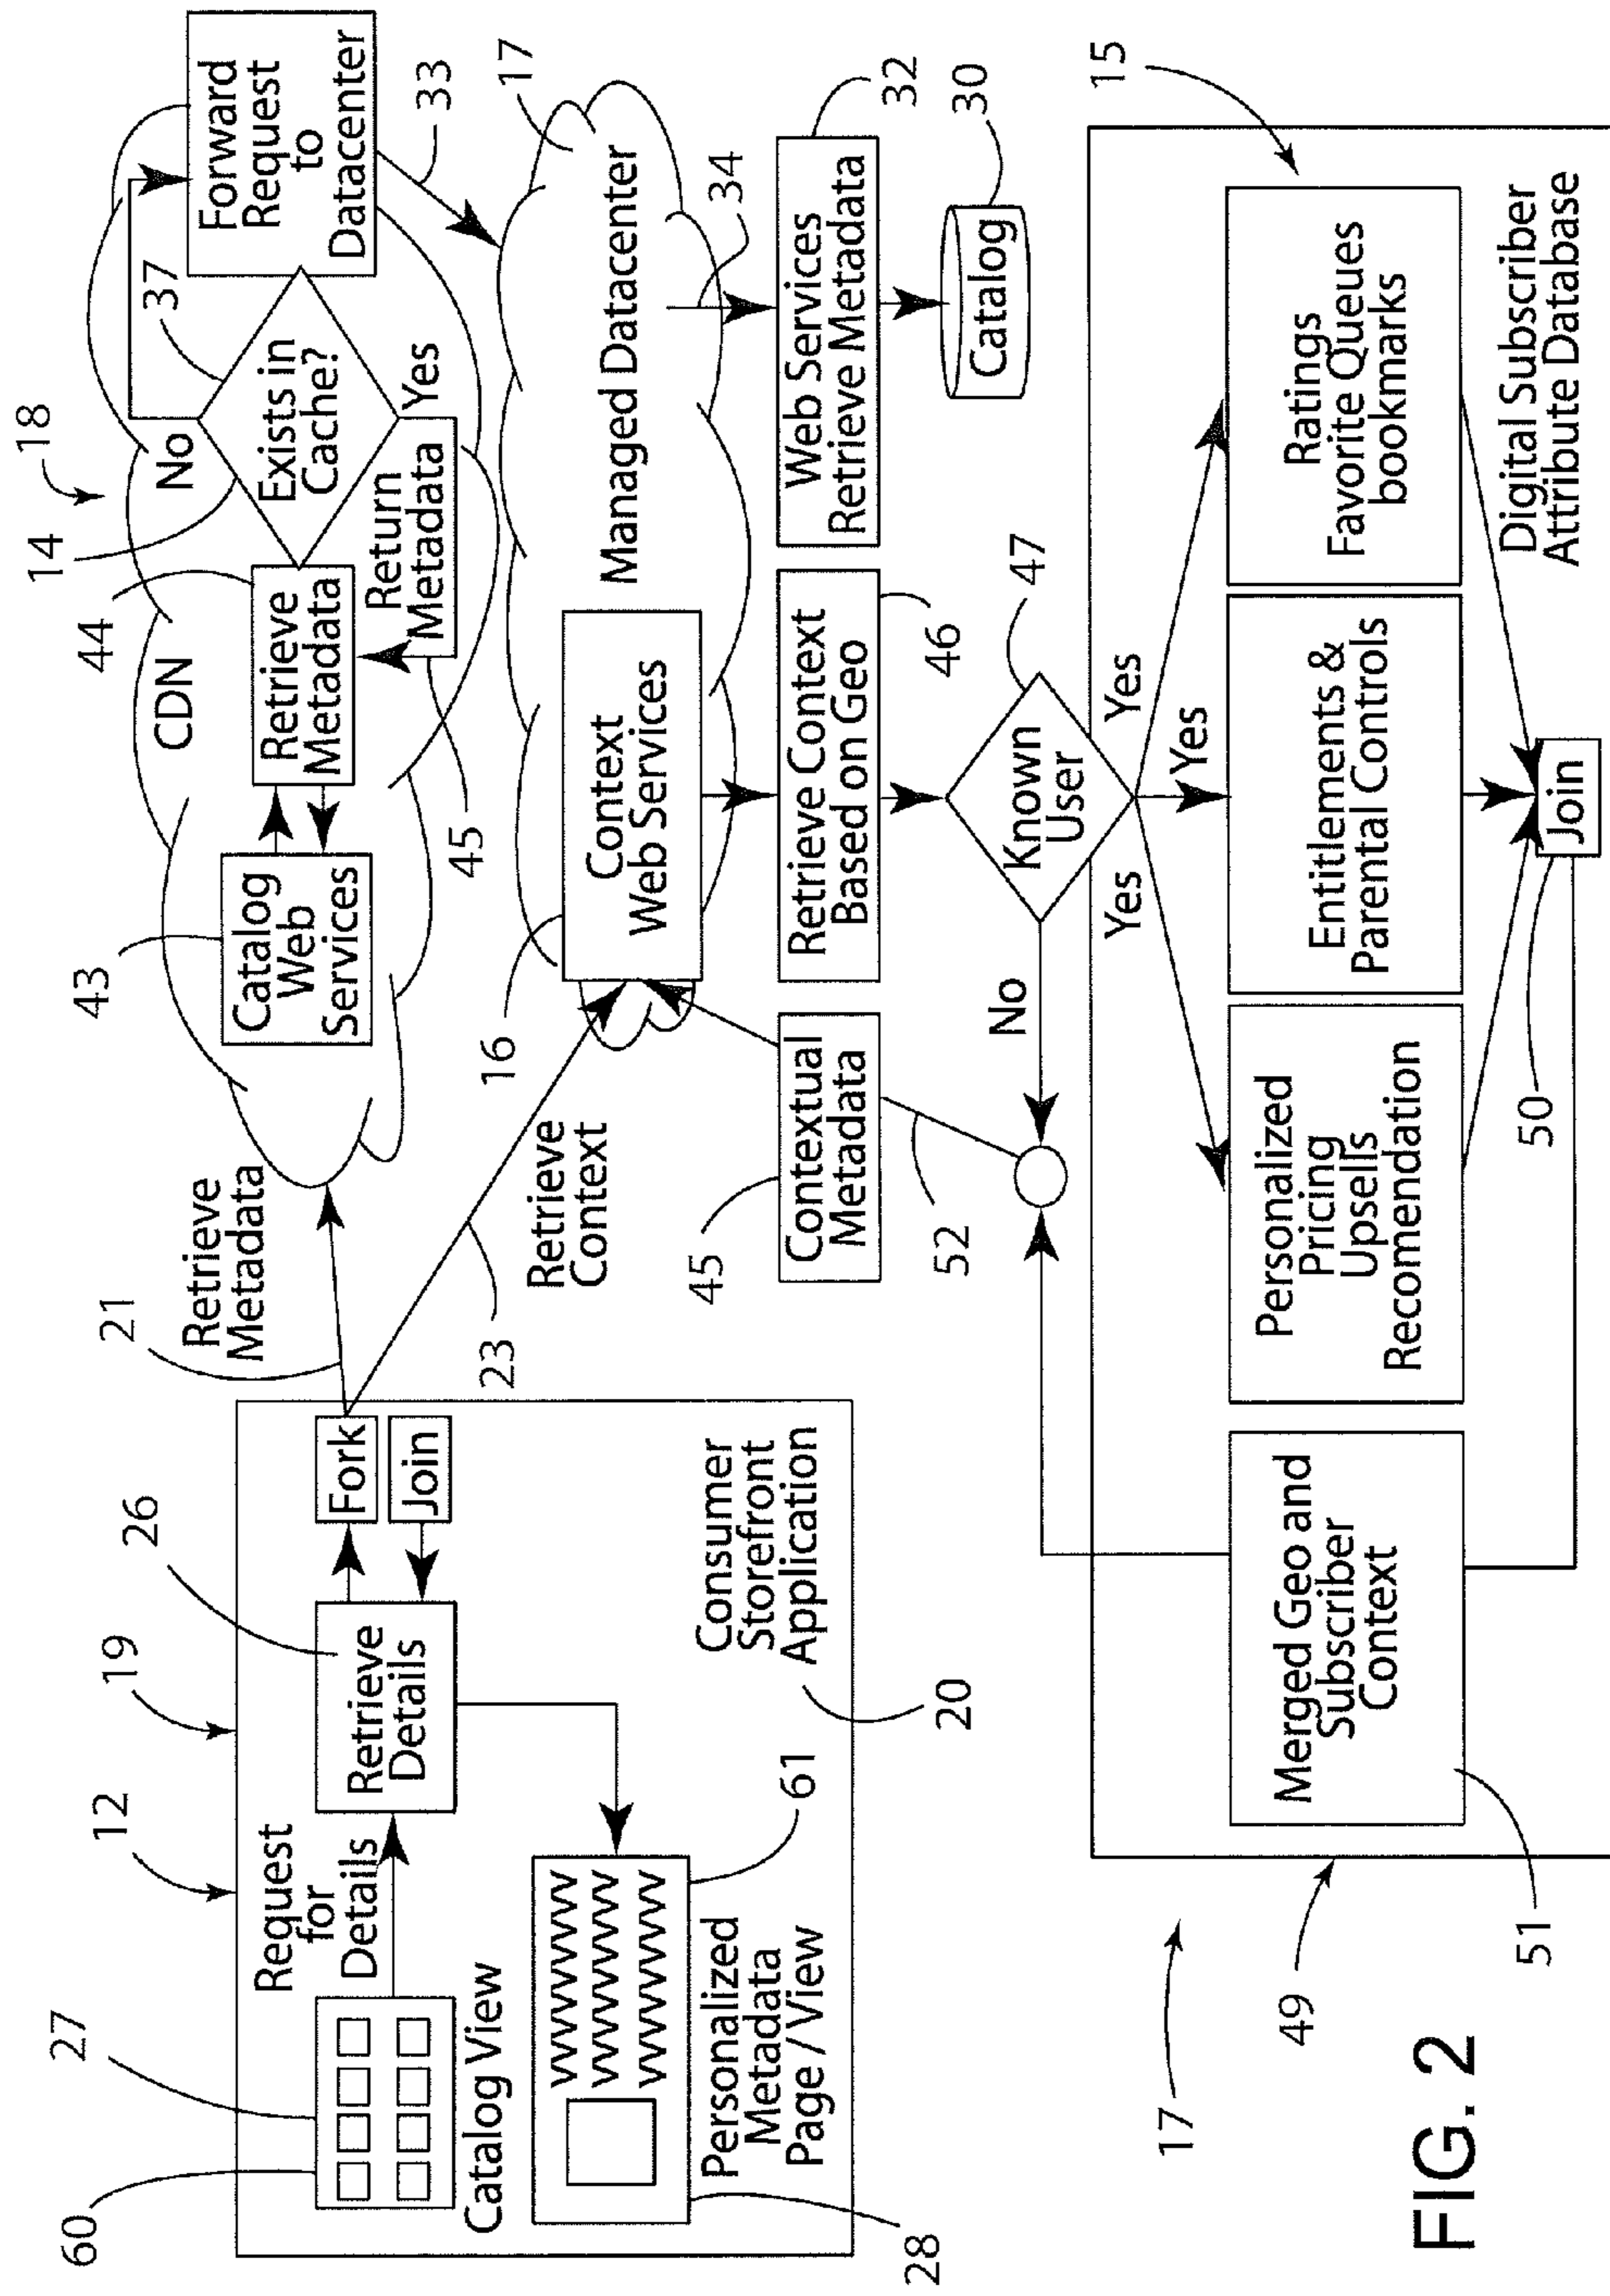 60
27
12
19
Request
for
Details
Catalog View
26
Retrieve
Details
Fork
Join
61
Personalized
Metadata
Page / View
28
Consumer
Storefront
Application
20
21
Retrieve
Metadata
23
Retrieve
Context
18
CDN
43
Catalog
Web
Services
44
Retrieve
Metadata
14
No
Exists in
Cache?
37
Yes
Return
Metadata
45
Forward
Request
to
Datacenter
33
17
16
Context
Web Services
Managed Datacenter
34
45
Contextual
Metadata
52
Retrieve Context
Based on Geo
46
Web Services
Retrieve Metadata
32
Catalog
30
Known
User
47
No
Yes
Yes
Yes
15
Merged Geo and
Subscriber
Context
51
Personalized
Pricing
Upsells
Recomendation
Entitlements &
Parental Controls
Ratings
Favorite Queues
bookmarks
50
Join
Digital Subscriber
Attribute Database
17
49
FIG. 2